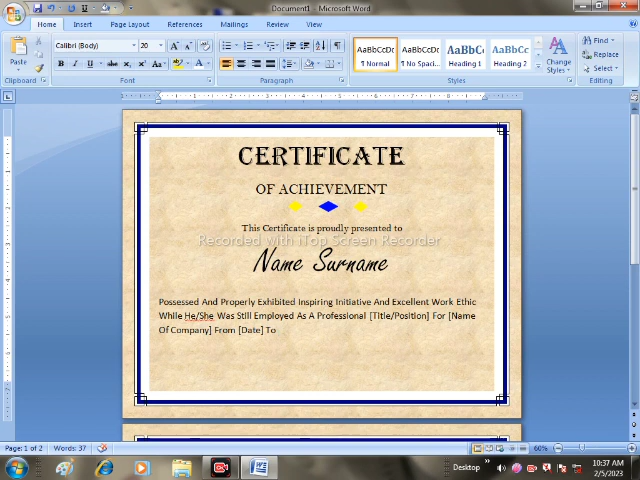 Document1 - Microsoft Word
Home Insert Page Layout References Mailings Review View
Paste
Clipboard
Calibri (Body) 20
Font
Paragraph
AaBbCcDc AaBbCcDc AaBbCc AaBbCc
¶ Normal ¶ No Spaci... Heading 1 Heading 2
Change Styles
Styles
Find
Replace
Select
Editing
CERTIFICATE
OF ACHIEVEMENT
This Certificate is proudly presented to
Recorded with iTop Screen Recorder
Name Surname
Possessed And Properly Exhibited Inspiring Initiative And Excellent Work Ethic
While He/She Was Still Employed As A Professional [Title/Position] For [Name
Of Company] From [Date] To
Page: 1 of 2 Words: 37 60%
Desktop 10:37 AM
2/5/2023